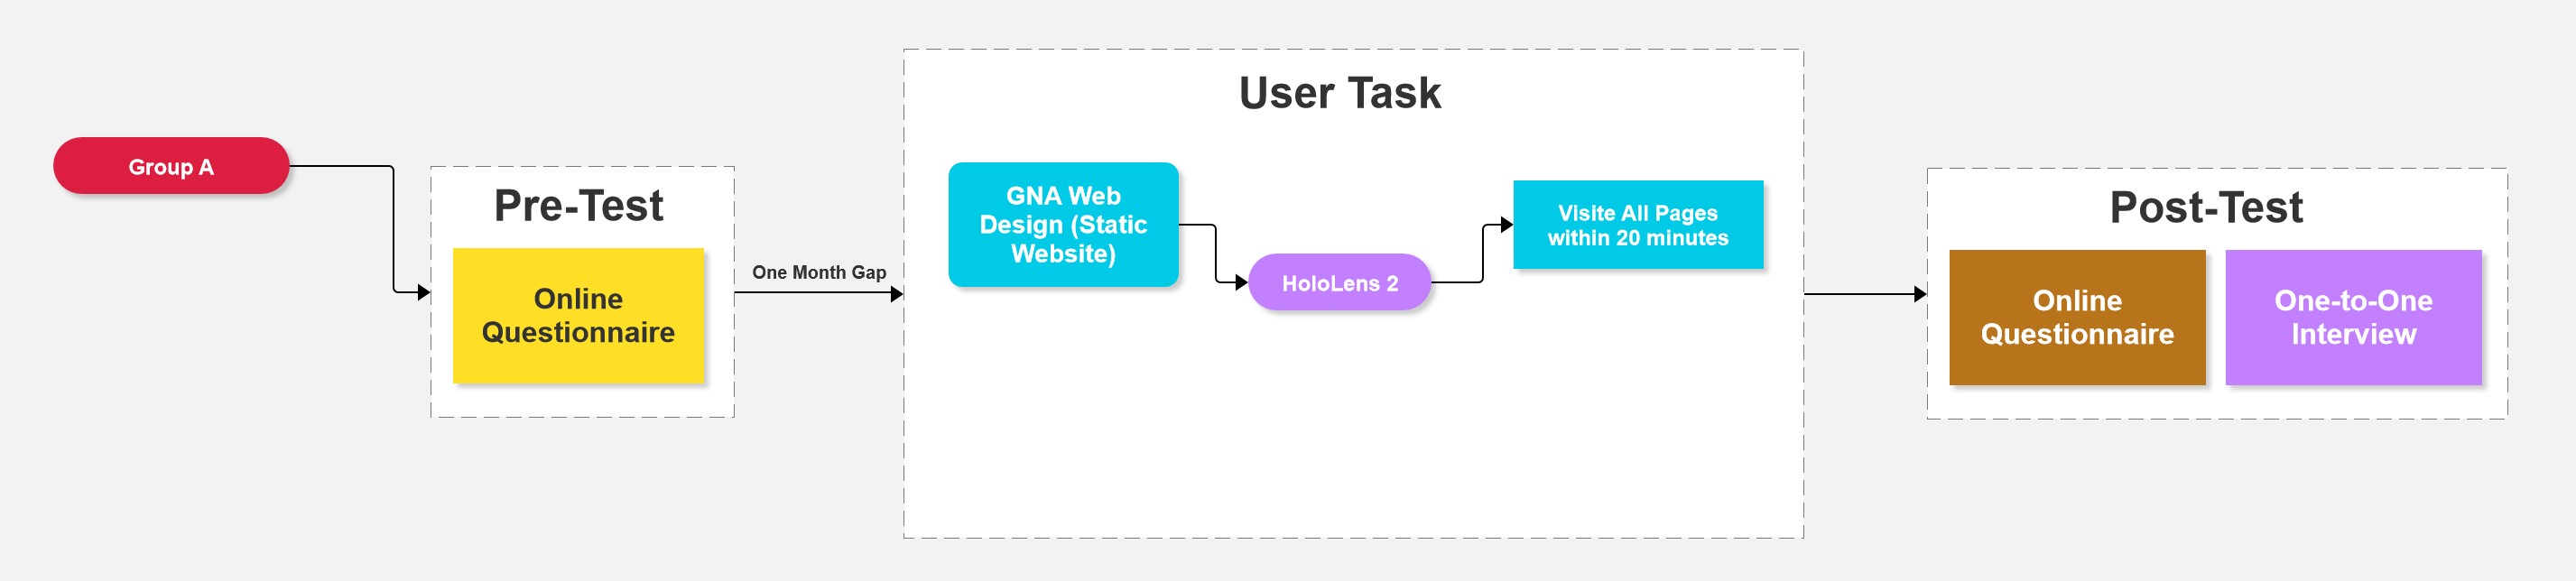 Group A
Pre-Test
Online
Questionnaire
One Month Gap
User Task
GNA Web
Design (Static
Website)
HoloLens 2
Visite All Pages
within 20 minutes
Post-Test
Online
Questionnaire
One-to-One
Interview